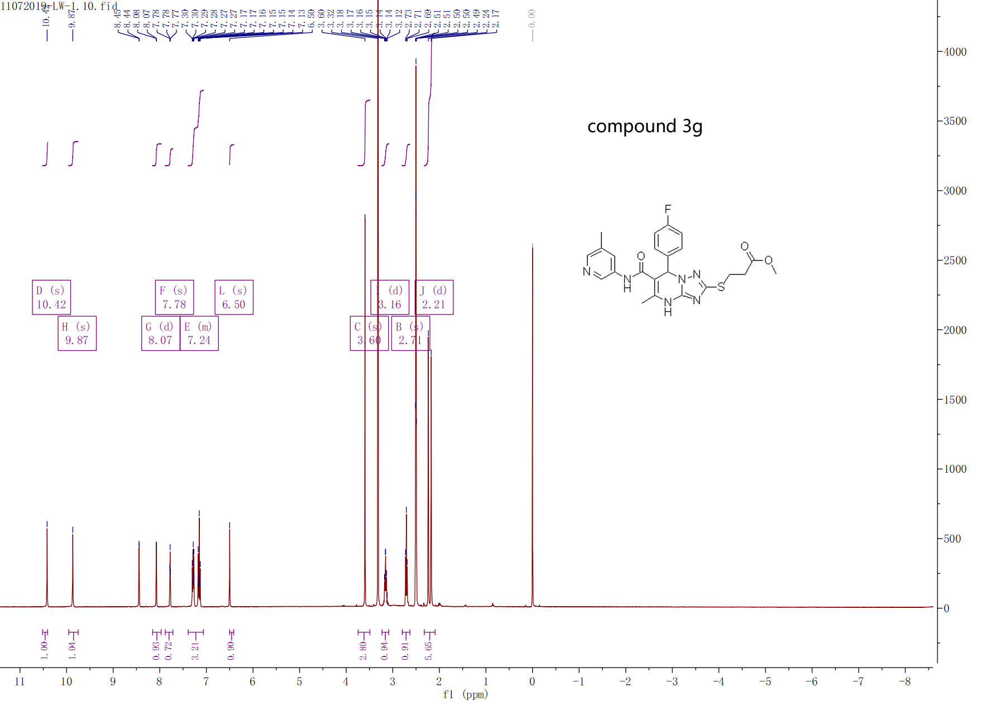 11072019-LW-1.10.fid
10.42
9.87
8.45
8.44
8.08
8.07
7.78
7.78
7.77
7.30
7.30
7.29
7.28
7.27
7.27
7.17
7.17
7.16
7.15
7.15
7.14
7.13
6.50
3.60
3.32
3.18
3.17
3.16
3.15
3.14
3.14
3.12
2.73
2.71
2.69
2.51
2.51
2.50
2.50
2.49
2.24
2.17
0.00
compound 3g
F
O
O
O
N
N
H
N
N
N
N
H
S
D (s)
10.42
F (s)
7.78
L (s)
6.50
I (d)
3.16
J (d)
2.21
H (s)
9.87
G (d)
8.07
E (m)
7.24
C (s)
3.60
B (s)
2.71
4000
3500
3000
2500
2000
1500
1000
500
0
1.00
1.04
0.93
0.72
3.21
0.90
2.80
0.94
0.91
5.65
11 10 9 8 7 6 5 4 3 2 1 0 -1 -2 -3 -4 -5 -6 -7 -8
f1 (ppm)